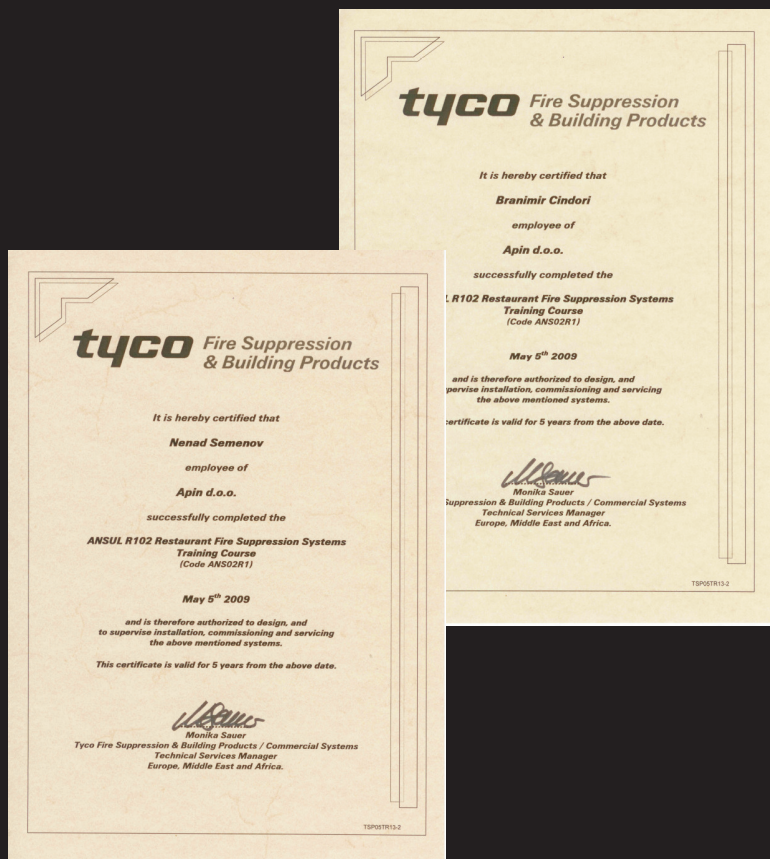 tyco Fire Suppression
& Building Products
It is hereby certified that
Branimir Cindori
employee of
Apin d.o.o.
successfully completed the
R102 Restaurant Fire Suppression Systems
Training Course
(Code ANS02R1)
May 5th 2009
and is therefore authorized to design, and
supervise installation, commissioning and servicing
the above mentioned systems.
certificate is valid for 5 years from the above date.
Monika Sauer
Suppression & Building Products / Commercial Systems
Technical Services Manager
Europe, Middle East and Africa.
TSP05TR13-2
tyco Fire Suppression
& Building Products
It is hereby certified that
Nenad Semenov
employee of
Apin d.o.o.
successfully completed the
ANSUL R102 Restaurant Fire Suppression Systems
Training Course
(Code ANS02R1)
May 5th 2009
and is therefore authorized to design, and
to supervise installation, commissioning and servicing
the above mentioned systems.
This certificate is valid for 5 years from the above date.
Monika Sauer
Tyco Fire Suppression & Building Products / Commercial Systems
Technical Services Manager
Europe, Middle East and Africa.
TSP05TR13-2